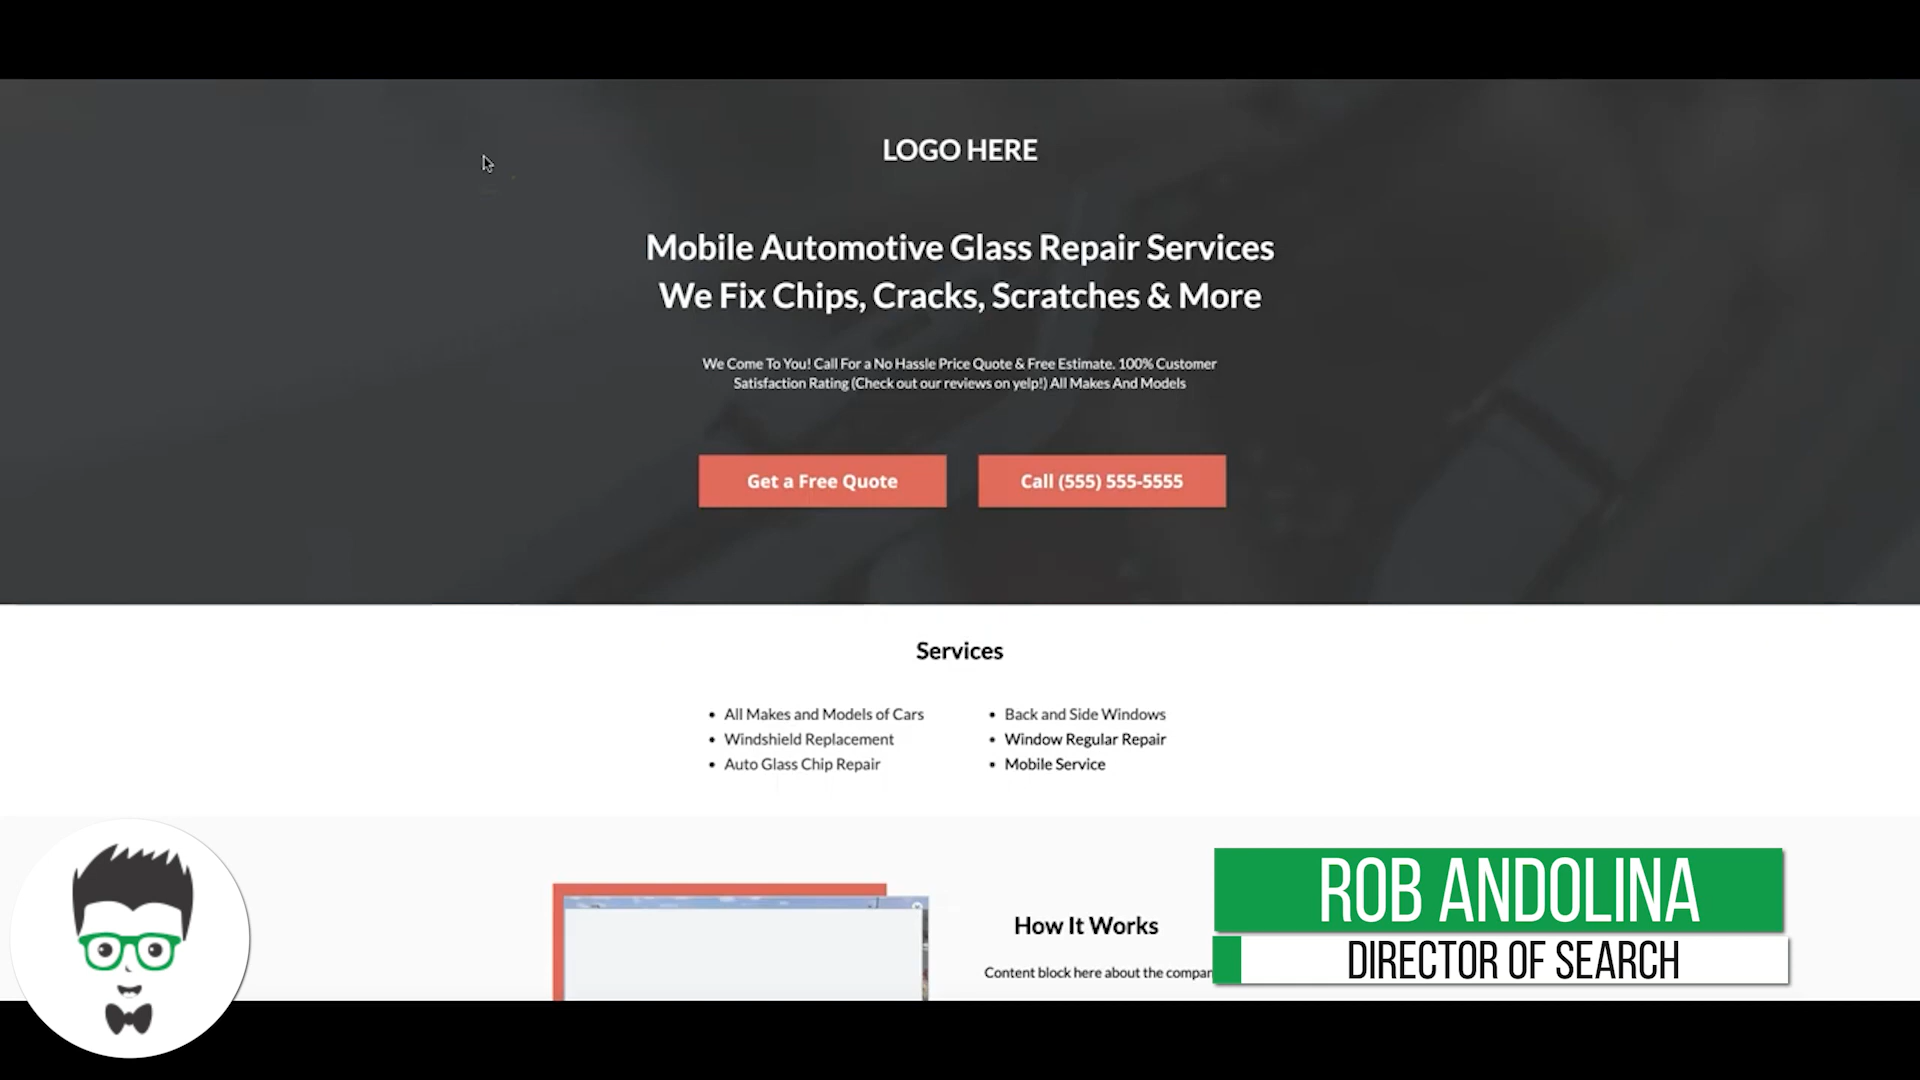 LOGO HERE
Mobile Automotive Glass Repair Services
We Fix Chips, Cracks, Scratches & More
We Come To You! Call For a No Hassle Price Quote & Free Estimate. 100% Customer
Satisfaction Rating (Check out our reviews on yelp!) All Makes And Models
Get a Free Quote
Call (555) 555-5555
Services
• All Makes and Models of Cars
• Windshield Replacement
• Auto Glass Chip Repair
• Back and Side Windows
• Window Regular Repair
• Mobile Service
How It Works
Content block here about the
ROB ANDOLINA
DIRECTOR OF SEARCH